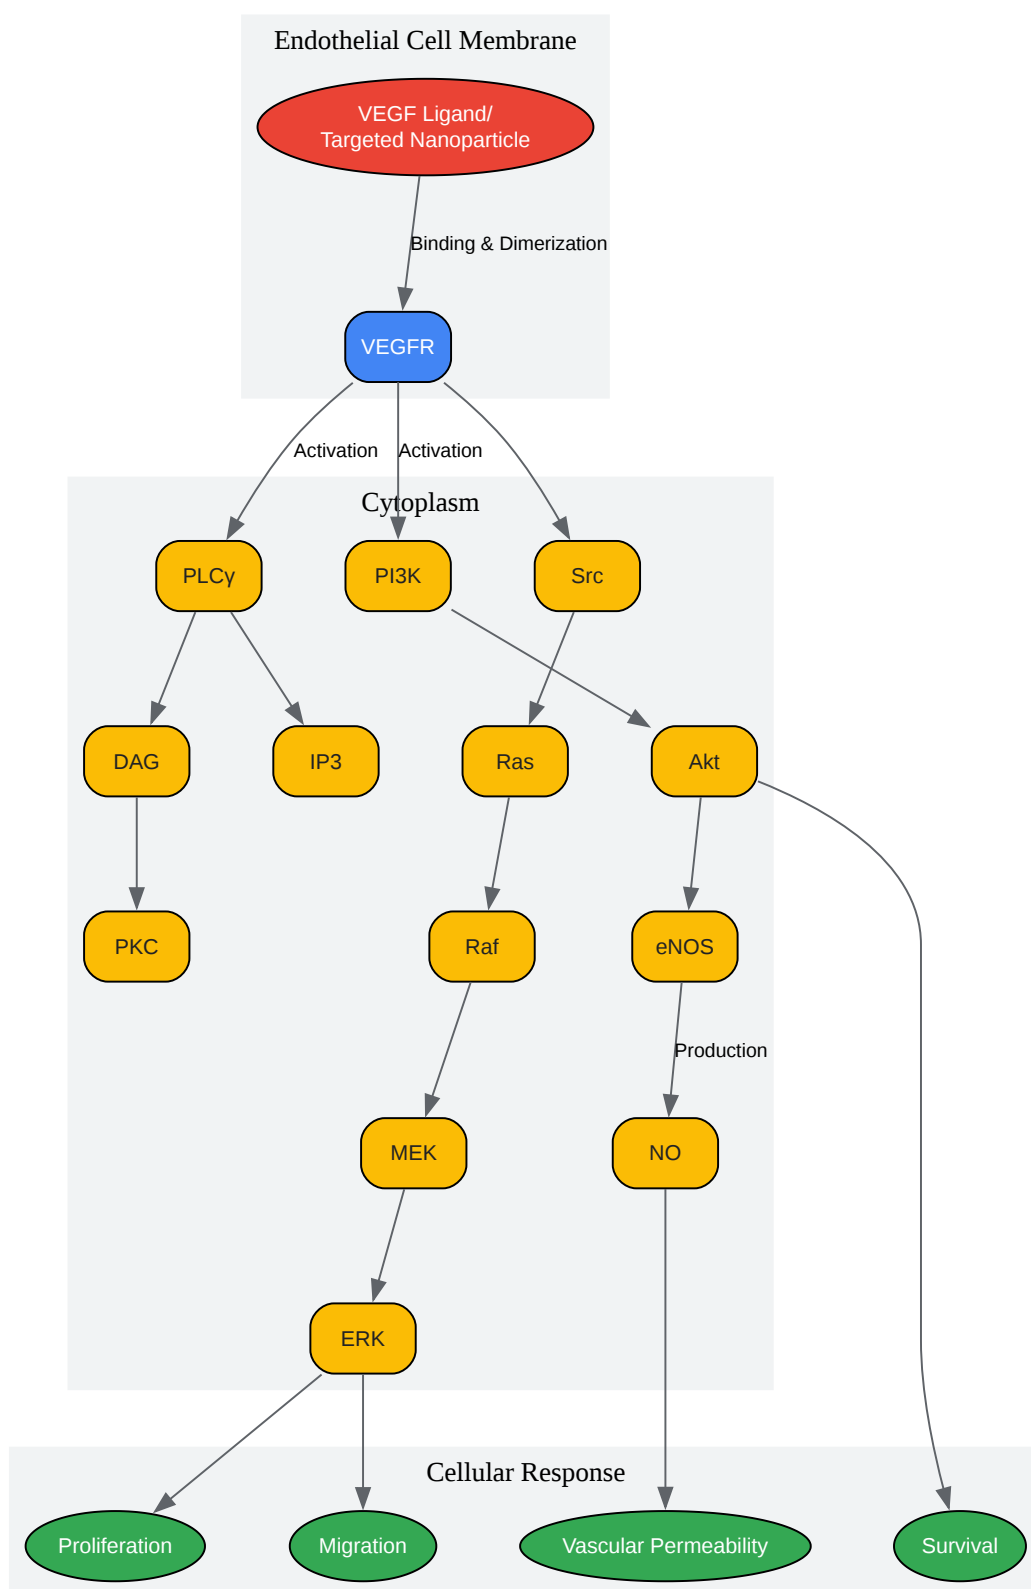 Endothelial Cell Membrane
VEGF Ligand/
Targeted Nanoparticle
Binding & Dimerization
VEGFR
Activation
Activation
Cytoplasm
PLCγ
PI3K
Src
DAG
IP3
Ras
Akt
PKC
Raf
eNOS
Production
MEK
NO
ERK
Cellular Response
Proliferation
Migration
Vascular Permeability
Survival